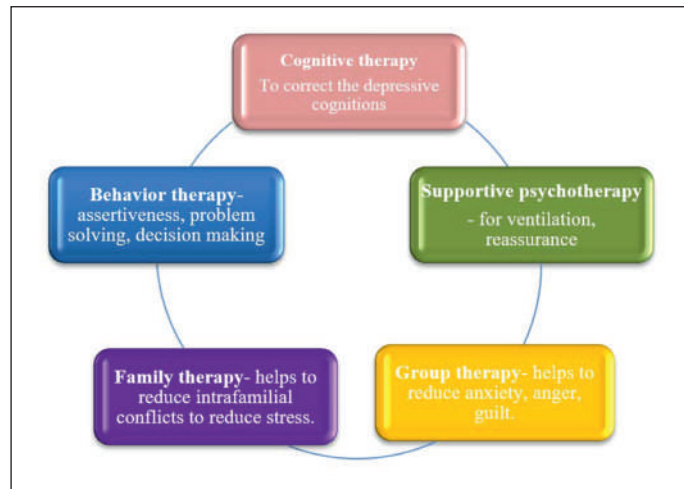 Cognitive therapy
To correct the depressive
cognitions
Behavior therapy-
assertiveness, problem
solving, decision making
Supportive psychotherapy
- for ventilation,
reassurance
Family therapy- helps to
reduce intrafamilial
conflicts to reduce stress.
Group therapy- helps to
reduce anxiety, anger,
guilt.